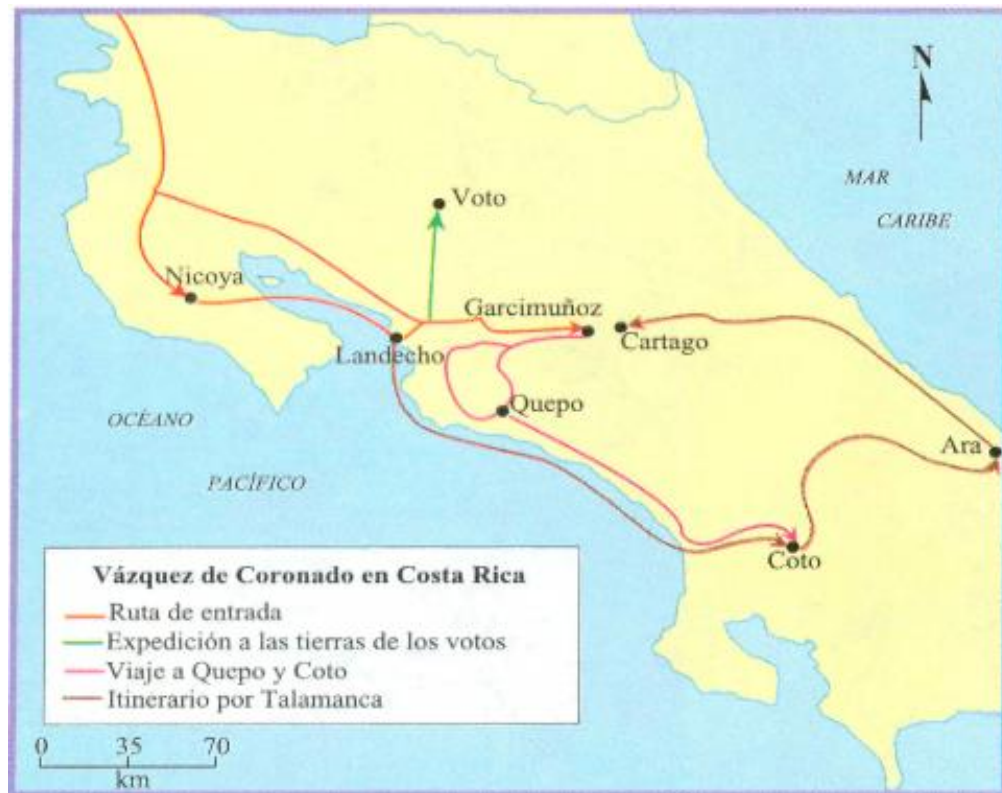 N
MAR
CARIBE
Voto
Nicoya
Garcimuñoz
Landecho
Cartago
Quepo
OCÉANO
Ara
PACÍFICO
Coto
Vázquez de Coronado en Costa Rica
Ruta de entrada
Expedición a las tierras de los votos
Viaje a Quepo y Coto
Itinerario por Talamanca
0 35 70
km